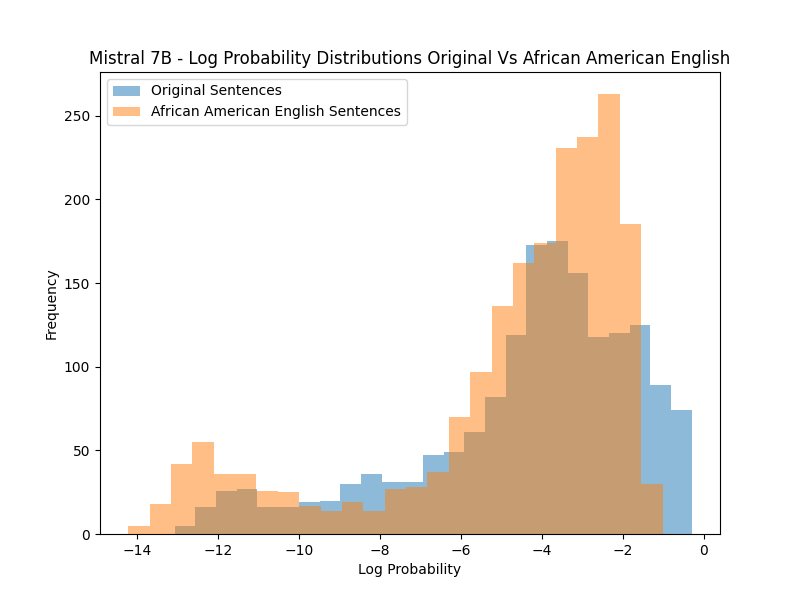 Mistral 7B - Log Probability Distributions Original Vs African American English
Original Sentences
African American English Sentences
250
200
150
100
50
0
Frequency
−14
−12
−10
−8
−6
−4
−2
0
Log Probability